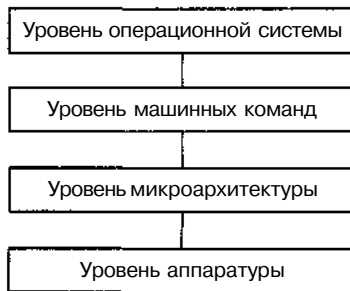 Уровень операционной системы
Уровень машинных команд
Уровень микроархитектуры
Уровень аппаратуры